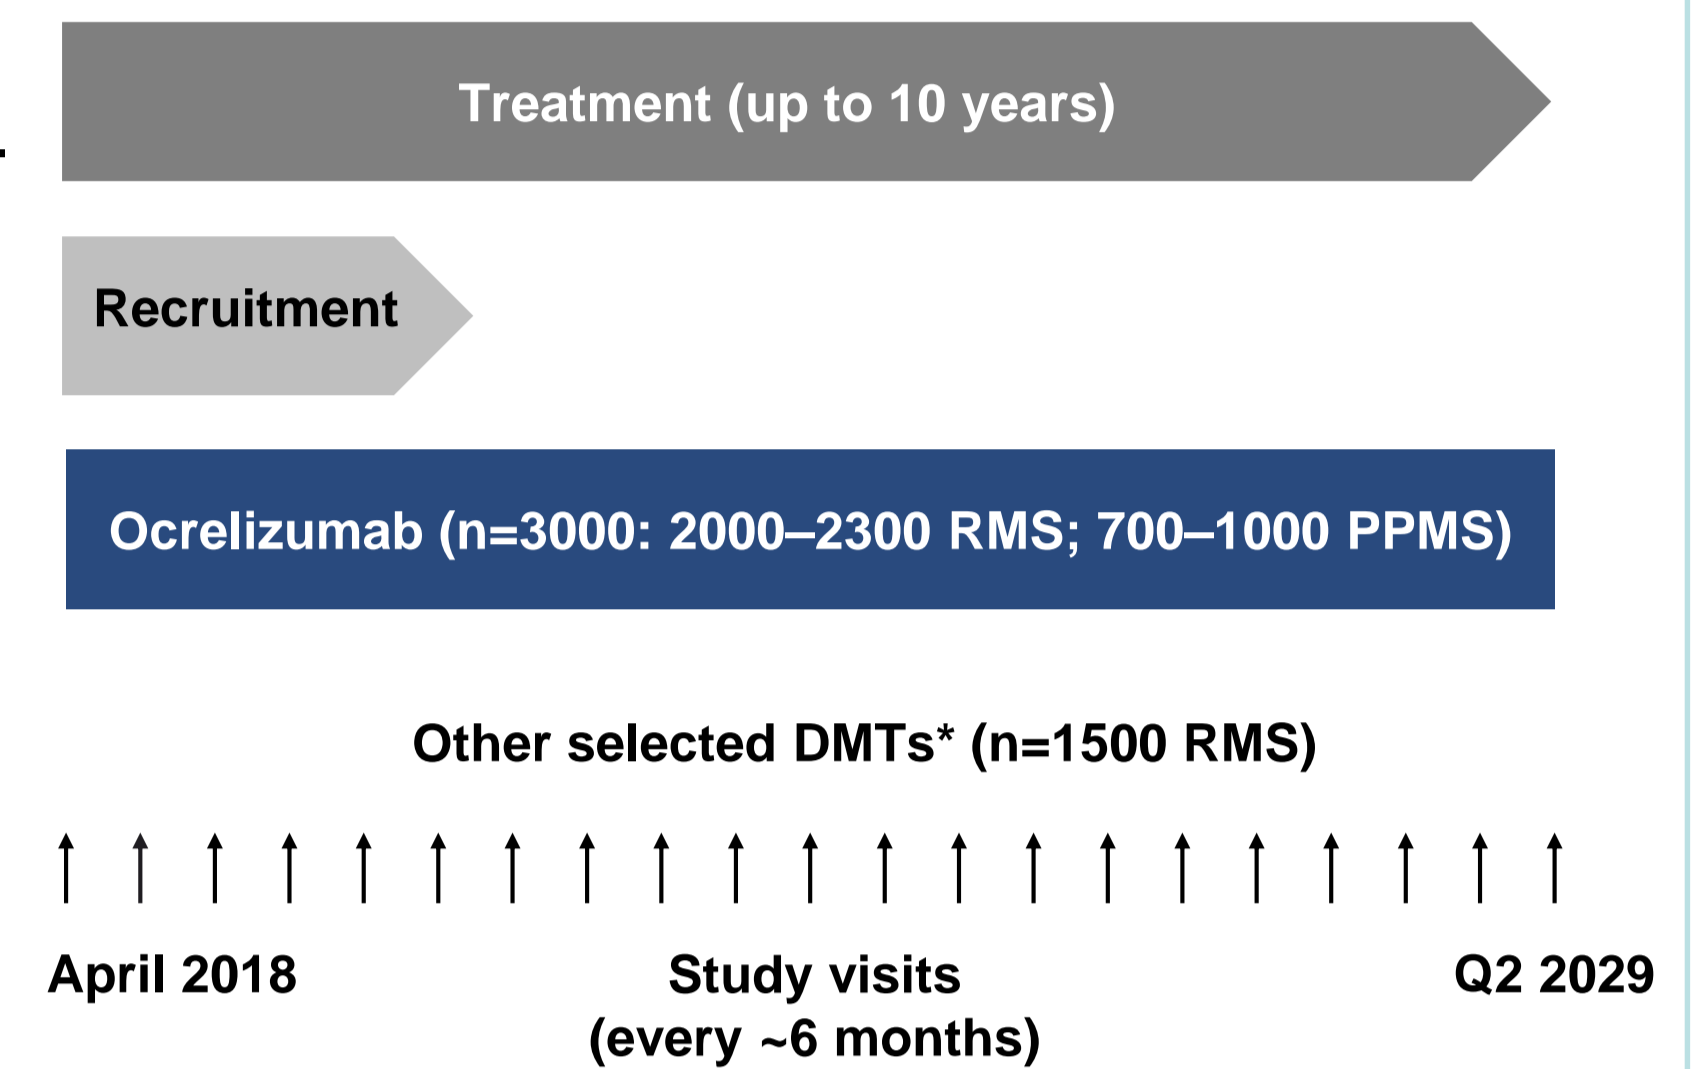 Treatment (up to 10 years)
Recruitment
Ocrelizumab (n=3000: 2000–2300 RMS; 700–1000 PPMS)
Other selected DMTs* (n=1500 RMS)
April 2018
Study visits
(every ~6 months)
Q2 2029